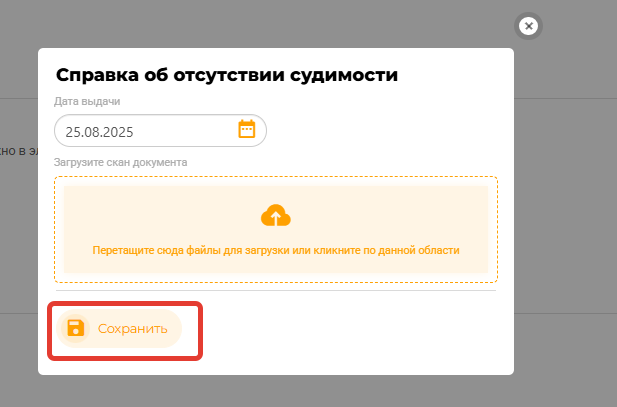 Справка об отсутствии судимости
Дата выдачи
25.08.2025
Загрузите скан документа
Перетащите сюда файлы для загрузки или кликните по данной области
Сохранить